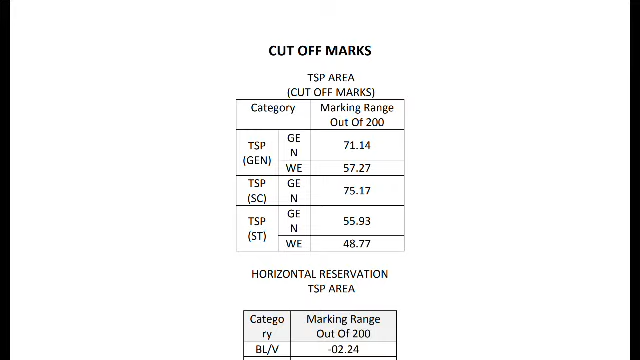 CUT OFF MARKS
TSP AREA
(CUT OFF MARKS)
Category Marking Range
Out Of 200
TSP
(GEN)
GE
N
71.14
WE 57.27
TSP
(SC)
GE
N
75.17
TSP
(ST)
GE
N
55.93
WE 48.77
HORIZONTAL RESERVATION
TSP AREA
Catego
ry
Marking Range
Out Of 200
BL/V -02.24